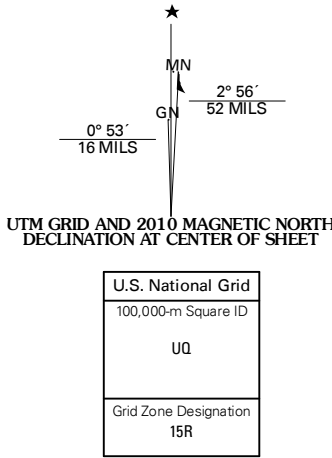 MN
GN
2° 56´
52 MILS
0° 53´
16 MILS
UTM GRID AND 2010 MAGNETIC NORTH
DECLINATION AT CENTER OF SHEET
U.S. National Grid
100,000-m Square ID
UQ
Grid Zone Designation
15R